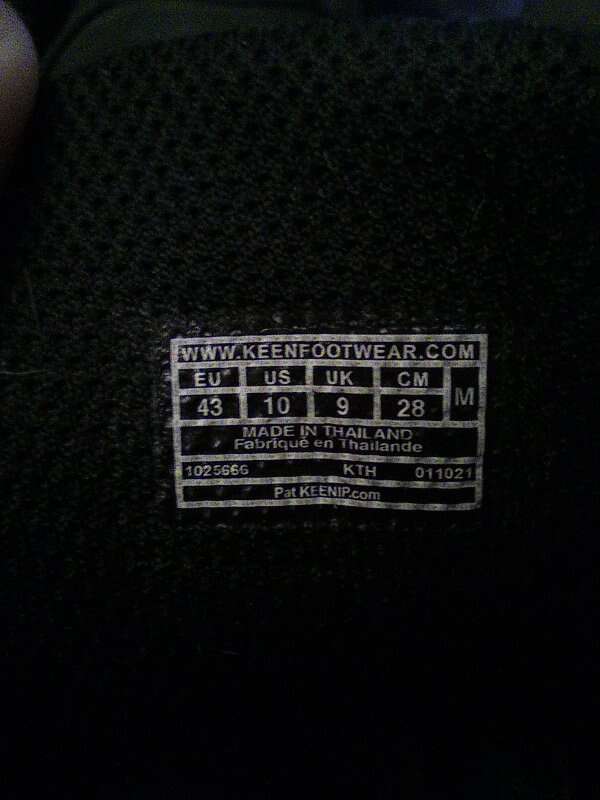 WWW.KEENFOOTWEAR.COM
EU US UK CM M
43 10 9 28
MADE IN THAILAND
Fabriqué en Thaïlande
1025666 KTH 011021
Pat KEENIP.com